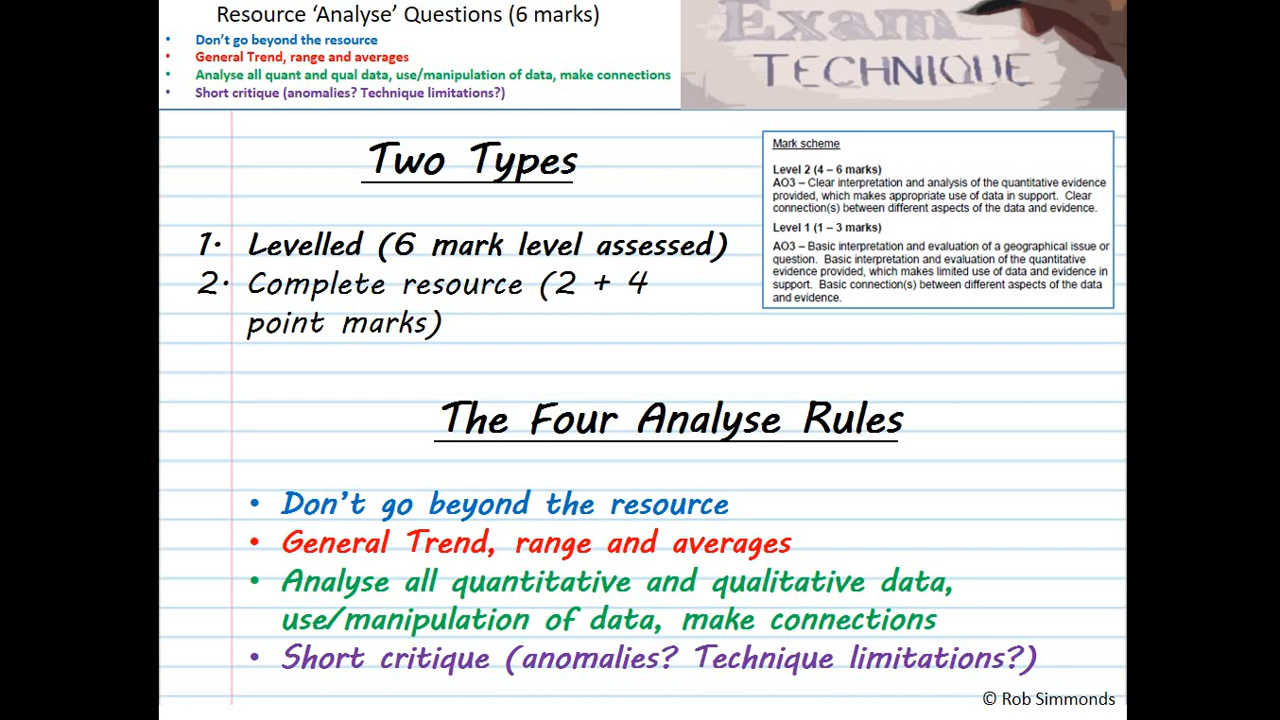 Resource ‘Analyse’ Questions (6 marks)
• Don’t go beyond the resource
• General Trend, range and averages
• Analyse all quant and qual data, use/manipulation of data, make connections
• Short critique (anomalies? Technique limitations?)
Exam
TECHNIQUE
Two Types
1. Levelled (6 mark level assessed)
2. Complete resource (2 + 4
point marks)
Mark scheme
Level 2 (4 – 6 marks)
AO3 – Clear interpretation and analysis of the quantitative evidence
provided, which makes appropriate use of data in support. Clear
connection(s) between different aspects of the data and evidence.
Level 1 (1 – 3 marks)
AO3 – Basic interpretation and evaluation of a geographical issue or
question. Basic interpretation and evaluation of the quantitative
evidence provided, which makes limited use of data and evidence in
support. Basic connection(s) between different aspects of the data
and evidence.
The Four Analyse Rules
• Don’t go beyond the resource
• General Trend, range and averages
• Analyse all quantitative and qualitative data,
use/manipulation of data, make connections
• Short critique (anomalies? Technique limitations?)
© Rob Simmonds